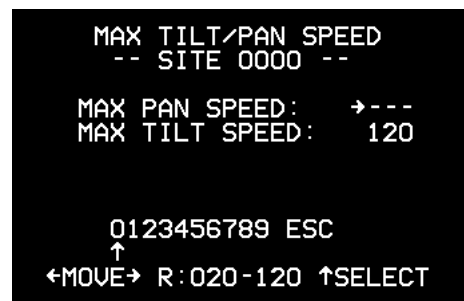 MAX TILT/PAN SPEED
-- SITE 0000 --
MAX PAN SPEED: →---
MAX TILT SPEED: 120
0123456789 ESC
↑
←MOVE→ R:020-120 ↑SELECT